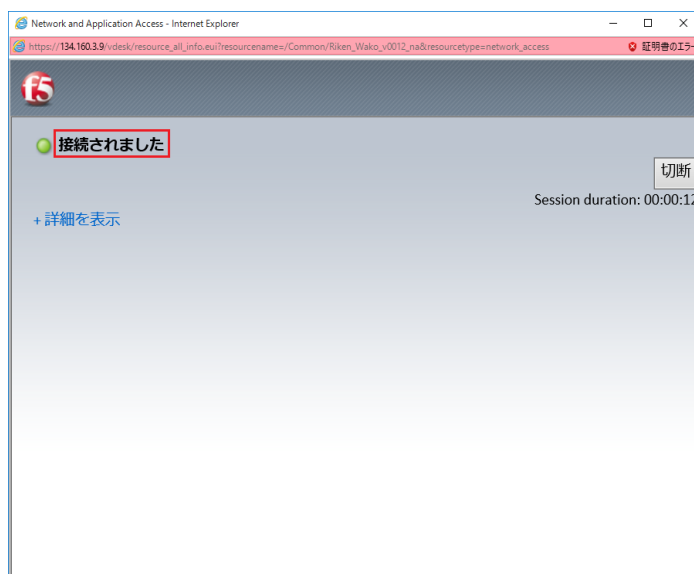 Network and Application Access - Internet Explorer
https://134.160.3.9/vdesk/resource_all_info.eui?resourcename=/Common/Riken_Wako_v0012_na&resourcetype=network_access
証明書のエラー
f5
接続されました
切断
Session duration: 00:00:12
+ 詳細を表示